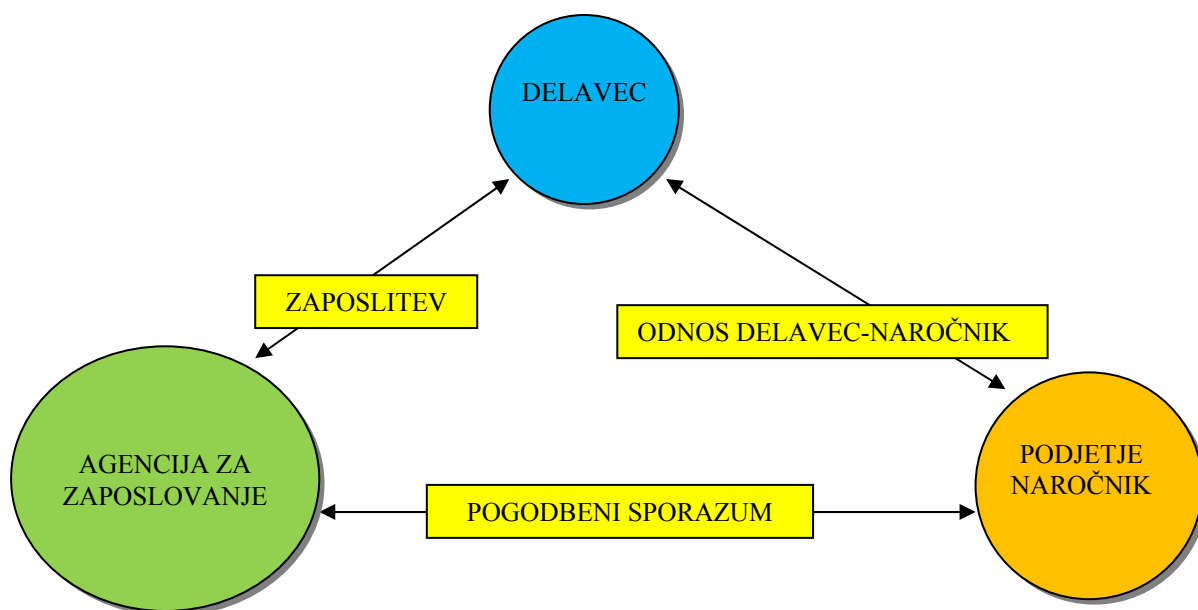 DELAVEC
ZAPOSLITEV
ODNOS DELAVEC-NAROČNIK
AGENCIJA ZA
ZAPOSLOVANJE
PODJETJE
NAROČNIK
POGODBENI SPORAZUM